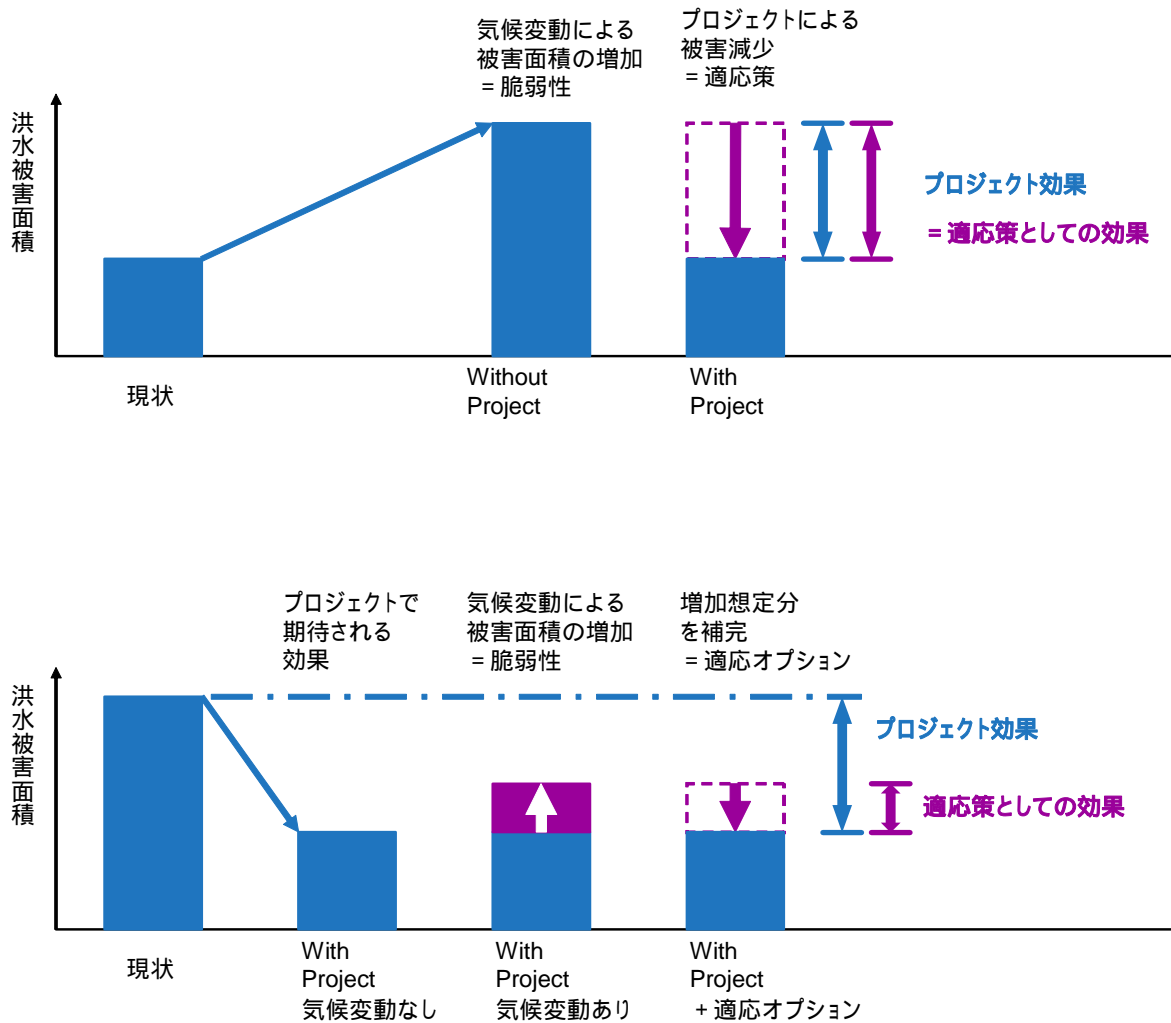 気候変動による
被害面積の増加
= 脆弱性
プロジェクトによる
被害減少
= 適応策
洪水被害面積
プロジェクト効果
= 適応策としての効果
現状
Without
Project
With
Project
プロジェクトで
期待される
効果
気候変動による
被害面積の増加
= 脆弱性
増加想定分
を補完
= 適応オプション
洪水被害面積
プロジェクト効果
適応策としての効果
現状
With
Project
気候変動なし
With
Project
気候変動あり
With
Project
+ 適応オプション